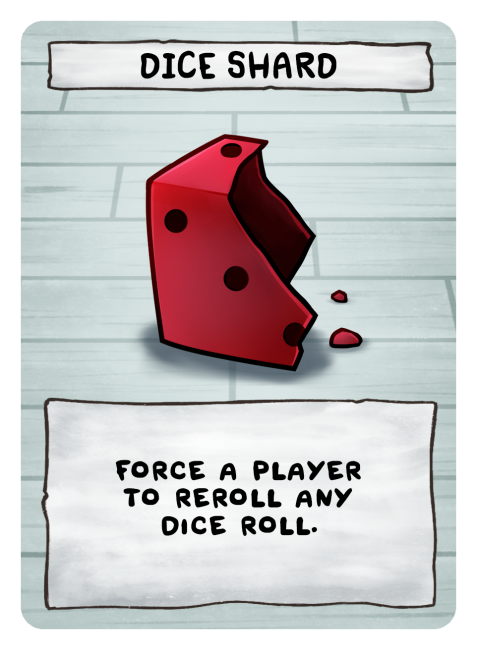 DICE SHARD
FORCE A PLAYER
TO REROLL ANY
DICE ROLL.